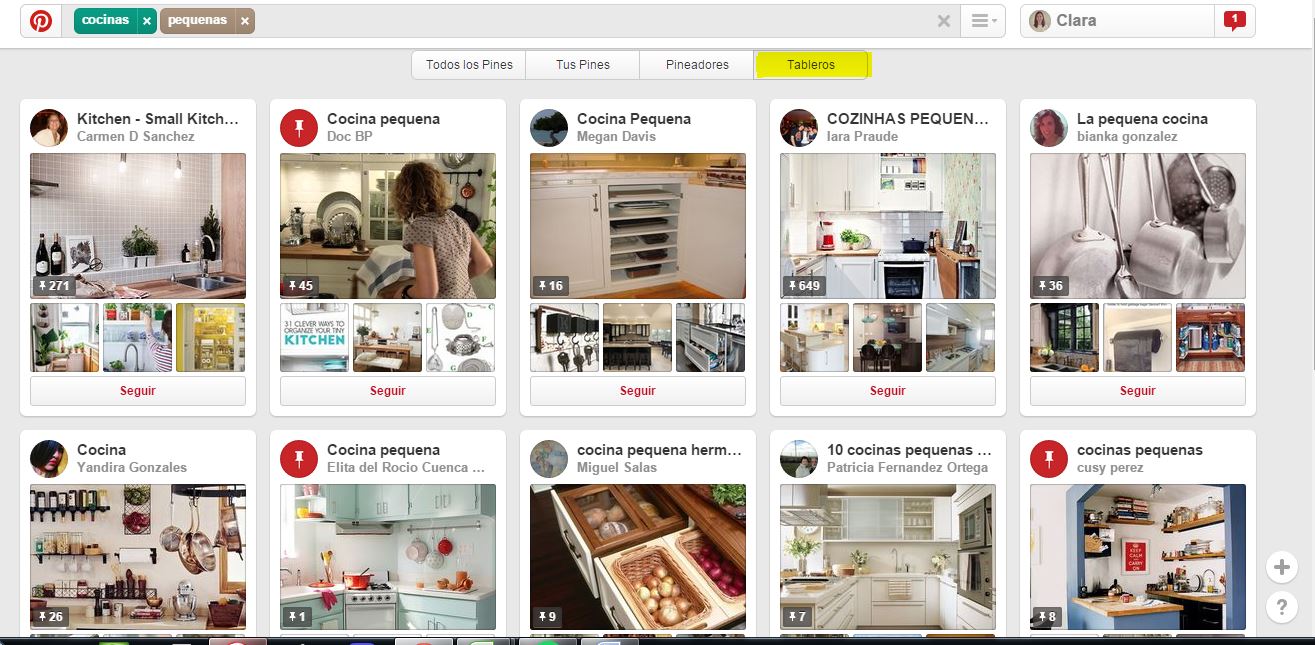 cocinas × pequenas ×
Clara
1
Todos los Pines
Tus Pines
Pineadores
Tableros
Kitchen - Small Kitch...
Carmen D Sanchez
271
Seguir
Cocina pequena
Doc BP
45
31 CLEVER WAYS TO
ORGANIZE YOUR TINY
KITCHEN
Seguir
Cocina Pequena
Megan Davis
16
Seguir
COZINHAS PEQUEN...
Iara Praude
649
Seguir
La pequena cocina
bianka gonzalez
36
Seguir
Cocina
Yandira Gonzales
26
Cocina pequena
Elita del Rocio Cuenca ...
1
cocina pequena herm...
Miguel Salas
9
10 cocinas pequenas ...
Patricia Fernandez Ortega
7
cocinas pequenas
cusy perez
KEEP
CALM
AND
CARRY
ON
8
+
?